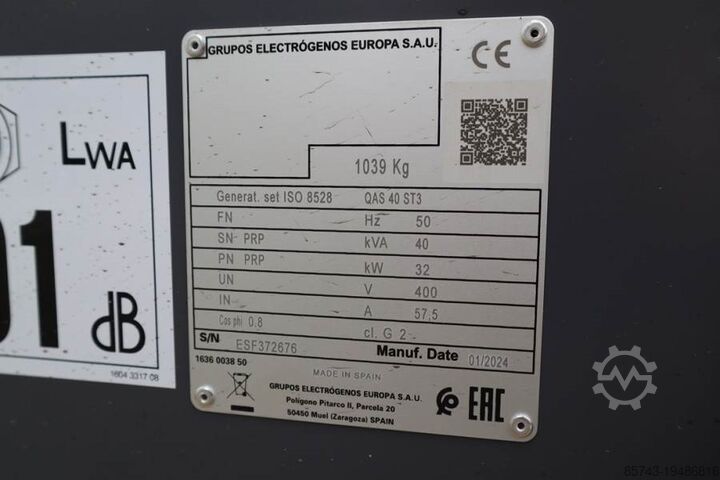 LWA
01
dB
1604 3317 08
GRUPOS ELECTRÓGENOS EUROPA S.A.U.
CE
1039 Kg
Generat. set ISO 8528 QAS 40 ST3
FN Hz 50
SN PRP kVA 40
PN PRP kW 32
UN V 400
IN A 57,5
Cos phi 0.8 cl. G 2
S/N ESF372676 Manuf. Date 01/2024
1636 0038 50
MADE IN SPAIN
GRUPOS ELECTRÓGENOS EUROPA S.A.U.
Polígono Pitarco II, Parcela 20
50450 Muel (Zaragoza) SPAIN
EAC
85743-19486816